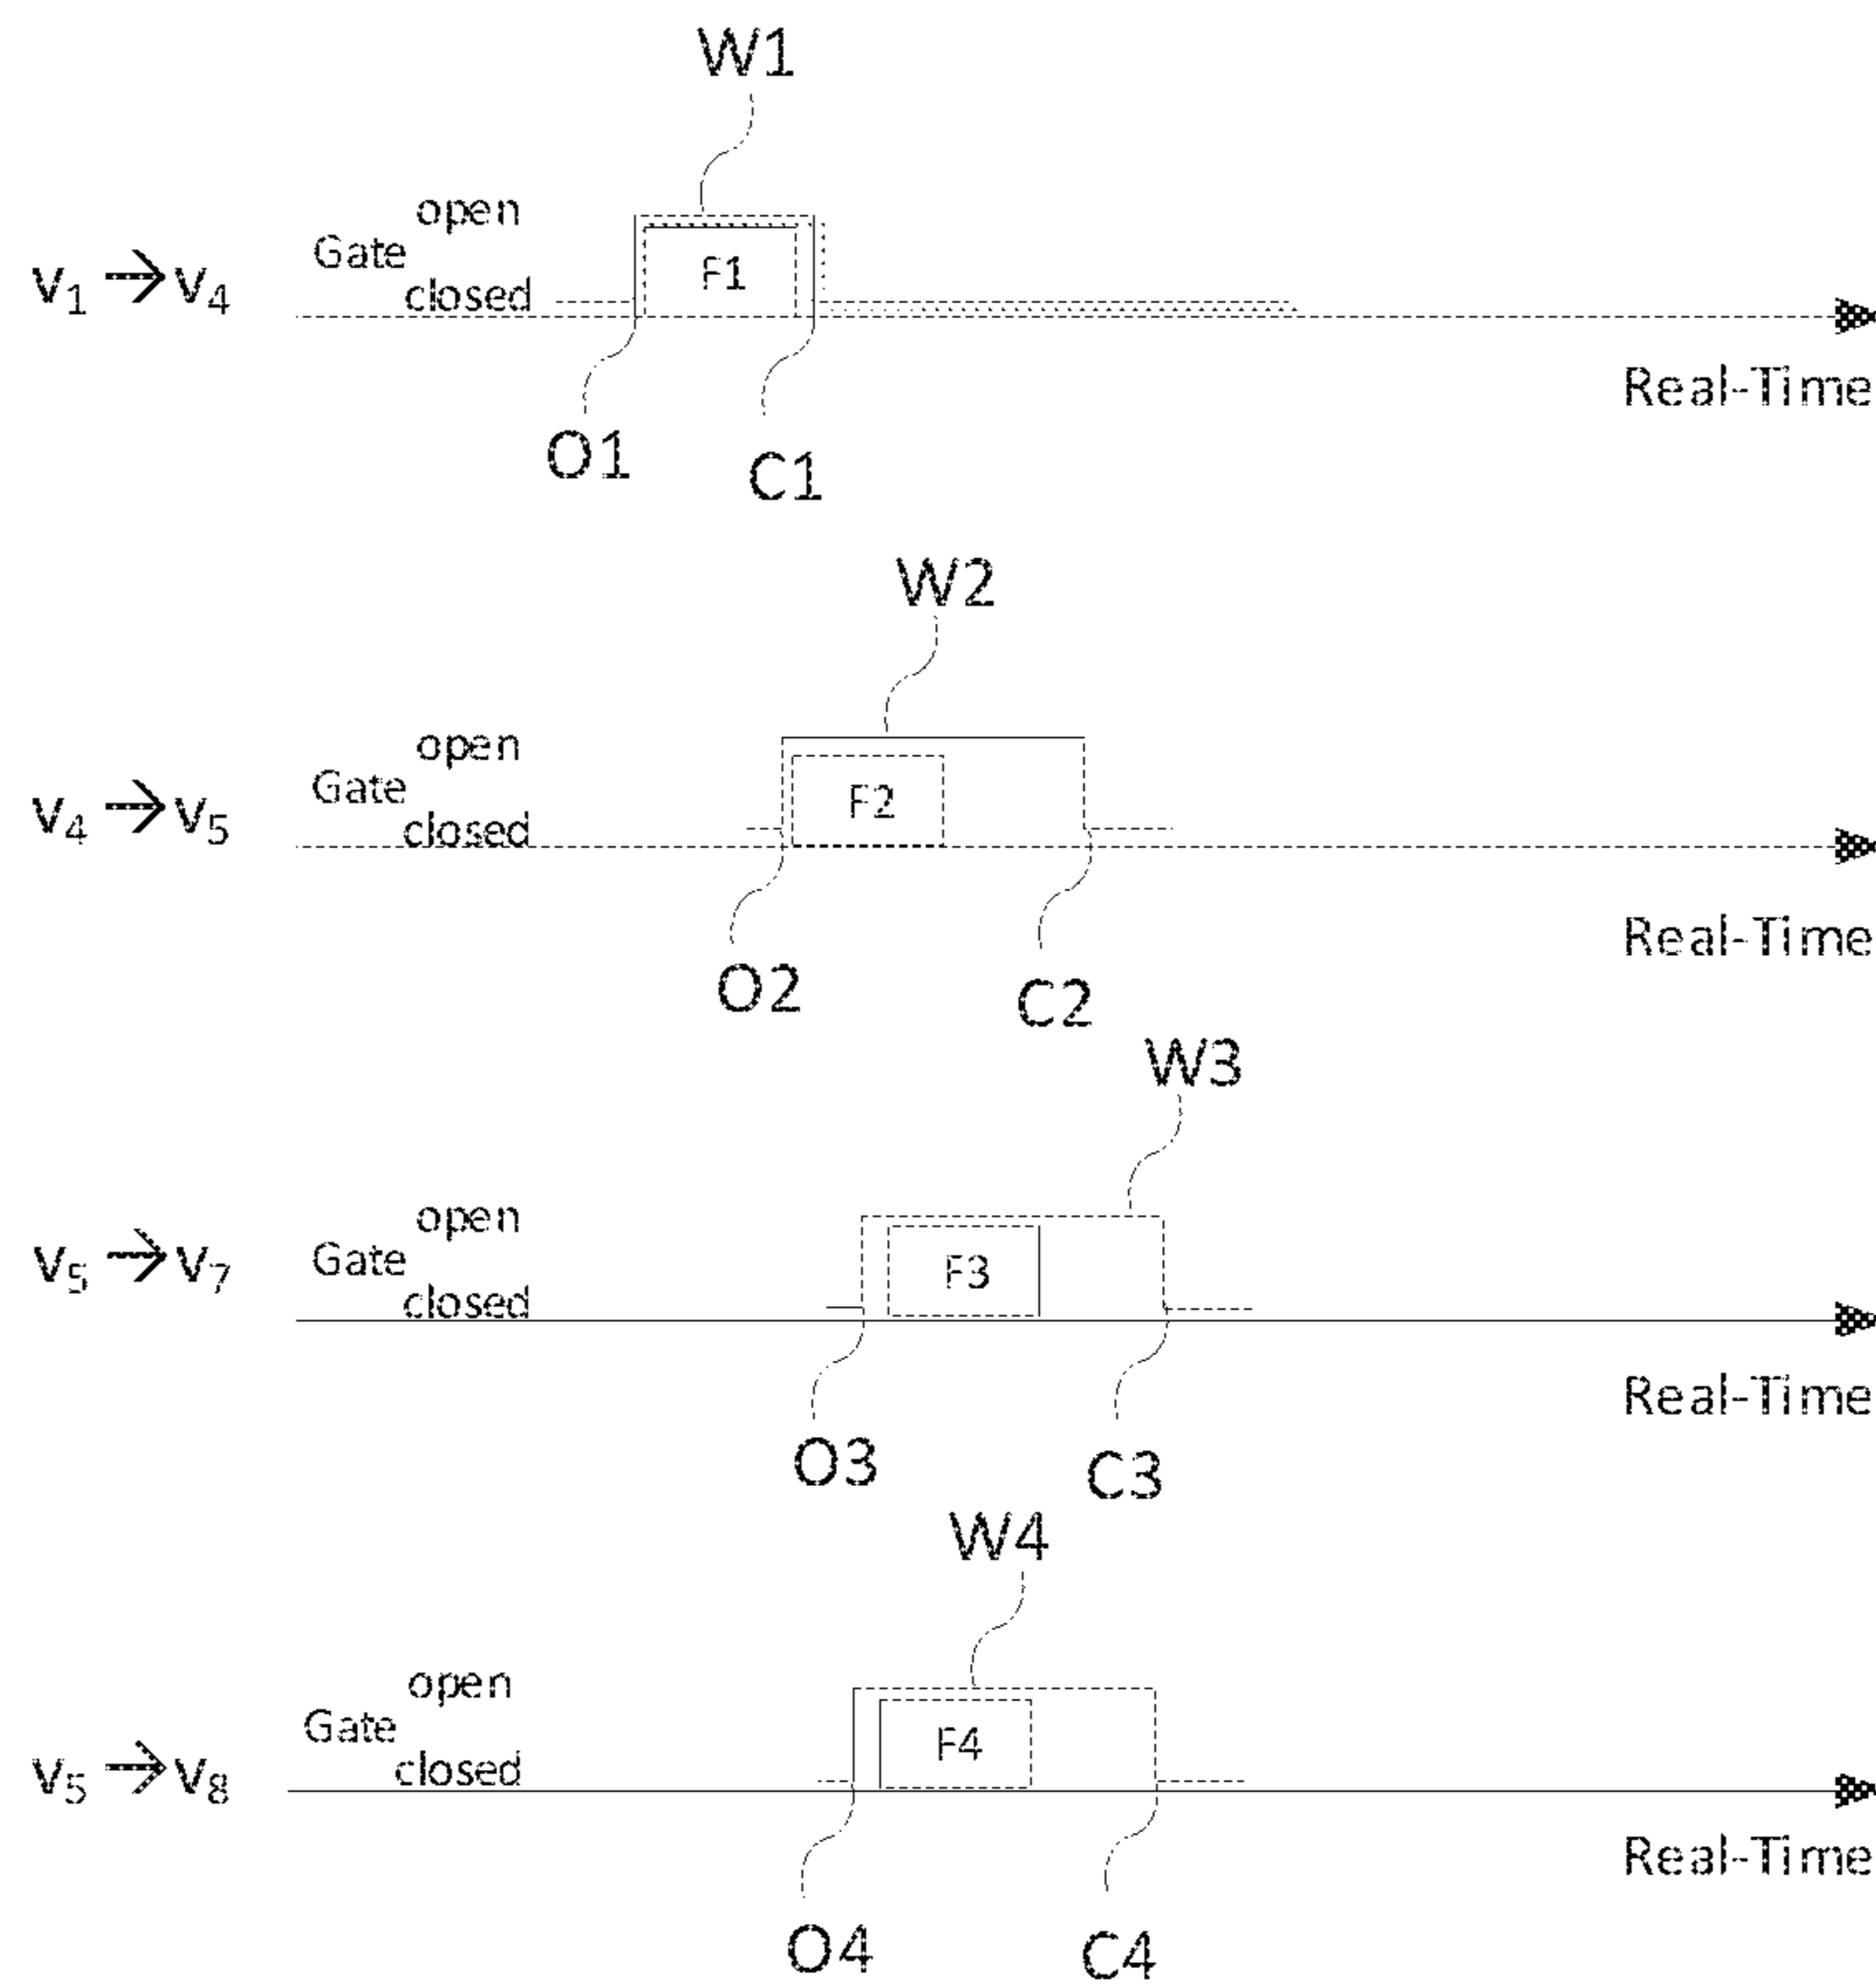 W1
open
Gate
closed
v₁ → v₄
Real-Time
O1
C1
W2
open
Gate
closed
v₄ → v₅
Real-Time
O2
C2
W3
open
Gate
closed
v₅ → v₇
Real-Time
O3
C3
W4
open
Gate
closed
v₅ → v₈
Real-Time
O4
C4
F1
F2
F3
F4